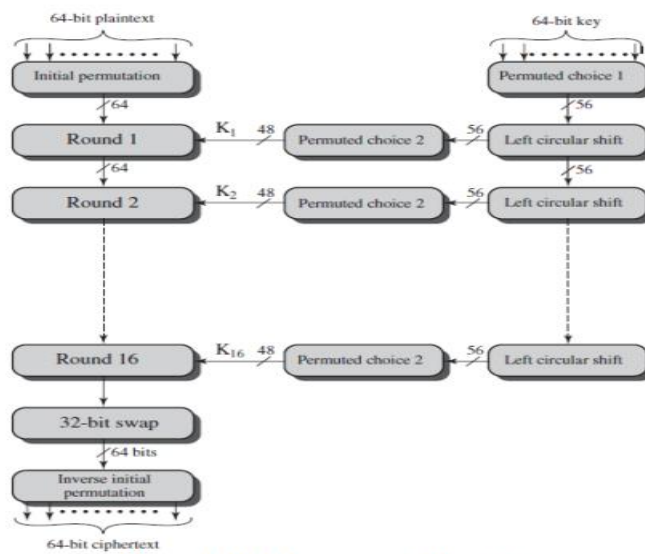 64-bit plaintext 64-bit key
Initial permutation Permuted choice 1
64 56
Round 1 K1 48 Permuted choice 2 56 Left circular shift
64 56
Round 2 K2 48 Permuted choice 2 56 Left circular shift
Round 16 K16 48 Permuted choice 2 56 Left circular shift
32-bit swap
64 bits
Inverse initial
permutation
64-bit ciphertext